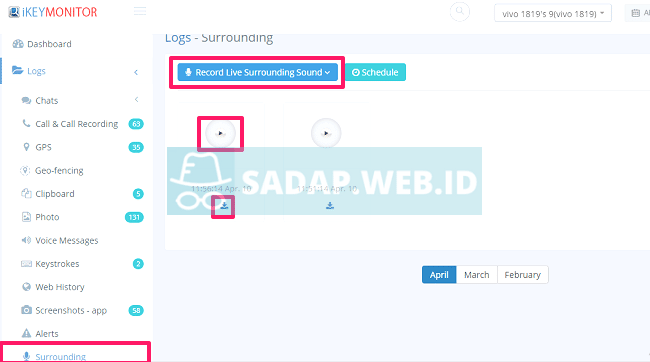 iKEYMONITOR
vivo 1819's 9(vivo 1819)
Dashboard
Logs - Surrounding
Logs
Record Live Surrounding Sound
Schedule
Chats
Call & Call Recording 63
GPS 35
Geo-fencing
Clipboard 5
SADAP.WEB.ID
11:56:14 Apr, 10
11:51:14 Apr, 10
Photo 131
Voice Messages
Keystrokes 2
Web History
April March February
Screenshots - app 58
Alerts
Surrounding